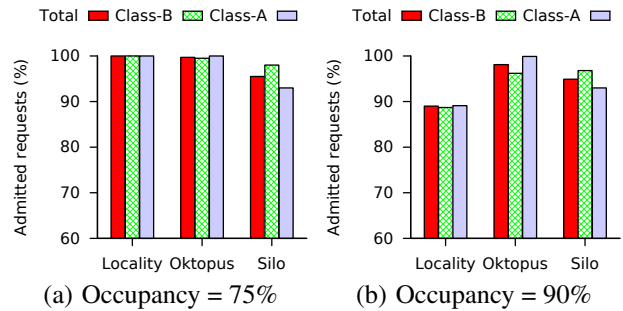 Total Class-B Class-A
Admitted requests (%)
100
90
80
70
60
Locality Oktopus Silo
(a) Occupancy = 75%
Total Class-B Class-A
Admitted requests (%)
100
90
80
70
60
Locality Oktopus Silo
(b) Occupancy = 90%